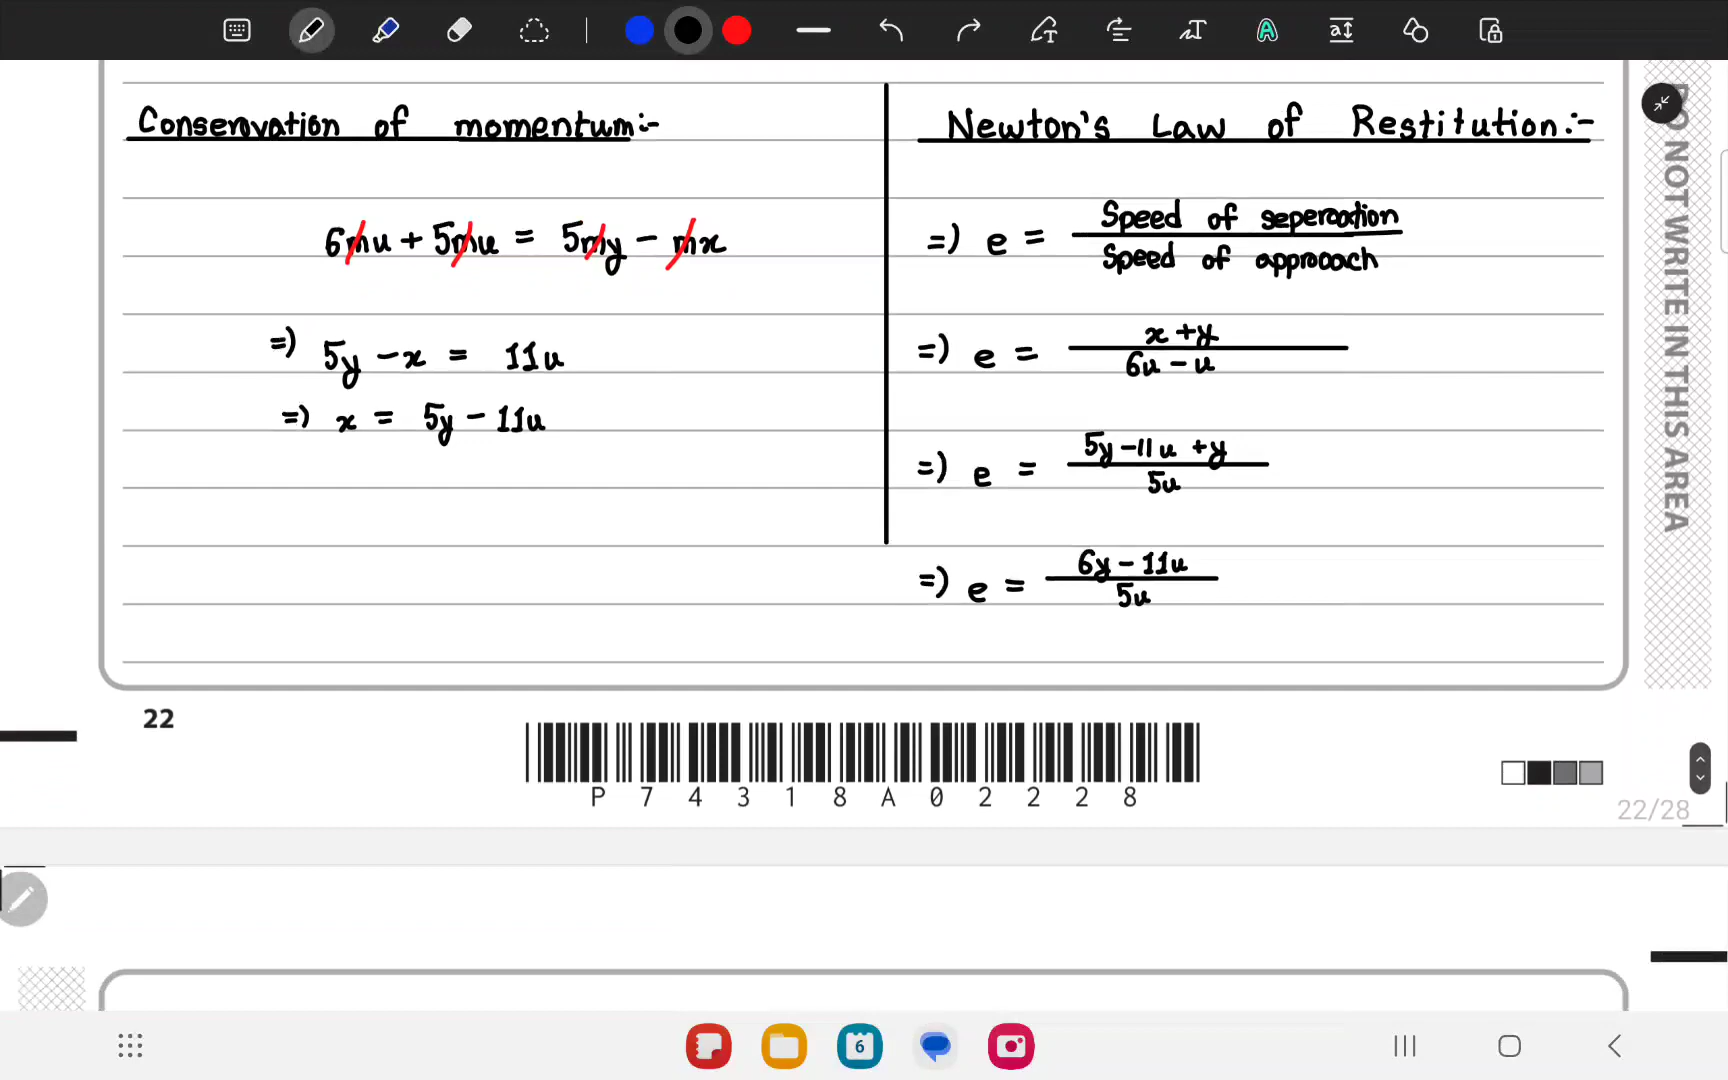 Conservation of momentum:-
6mu + 5mu = 5my - mx
=) 5y - x = 11u
=) x = 5y - 11u
Newton's Law of Restitution:-
=) e = Speed of seperation / Speed of approach
=) e = x + y / 6u - u
=) e = 5y - 11u + y / 5u
=) e = 6y - 11u / 5u
DO NOT WRITE IN THIS AREA
22
P 7 4 3 1 8 A 0 2 2 2 8
22/28
6